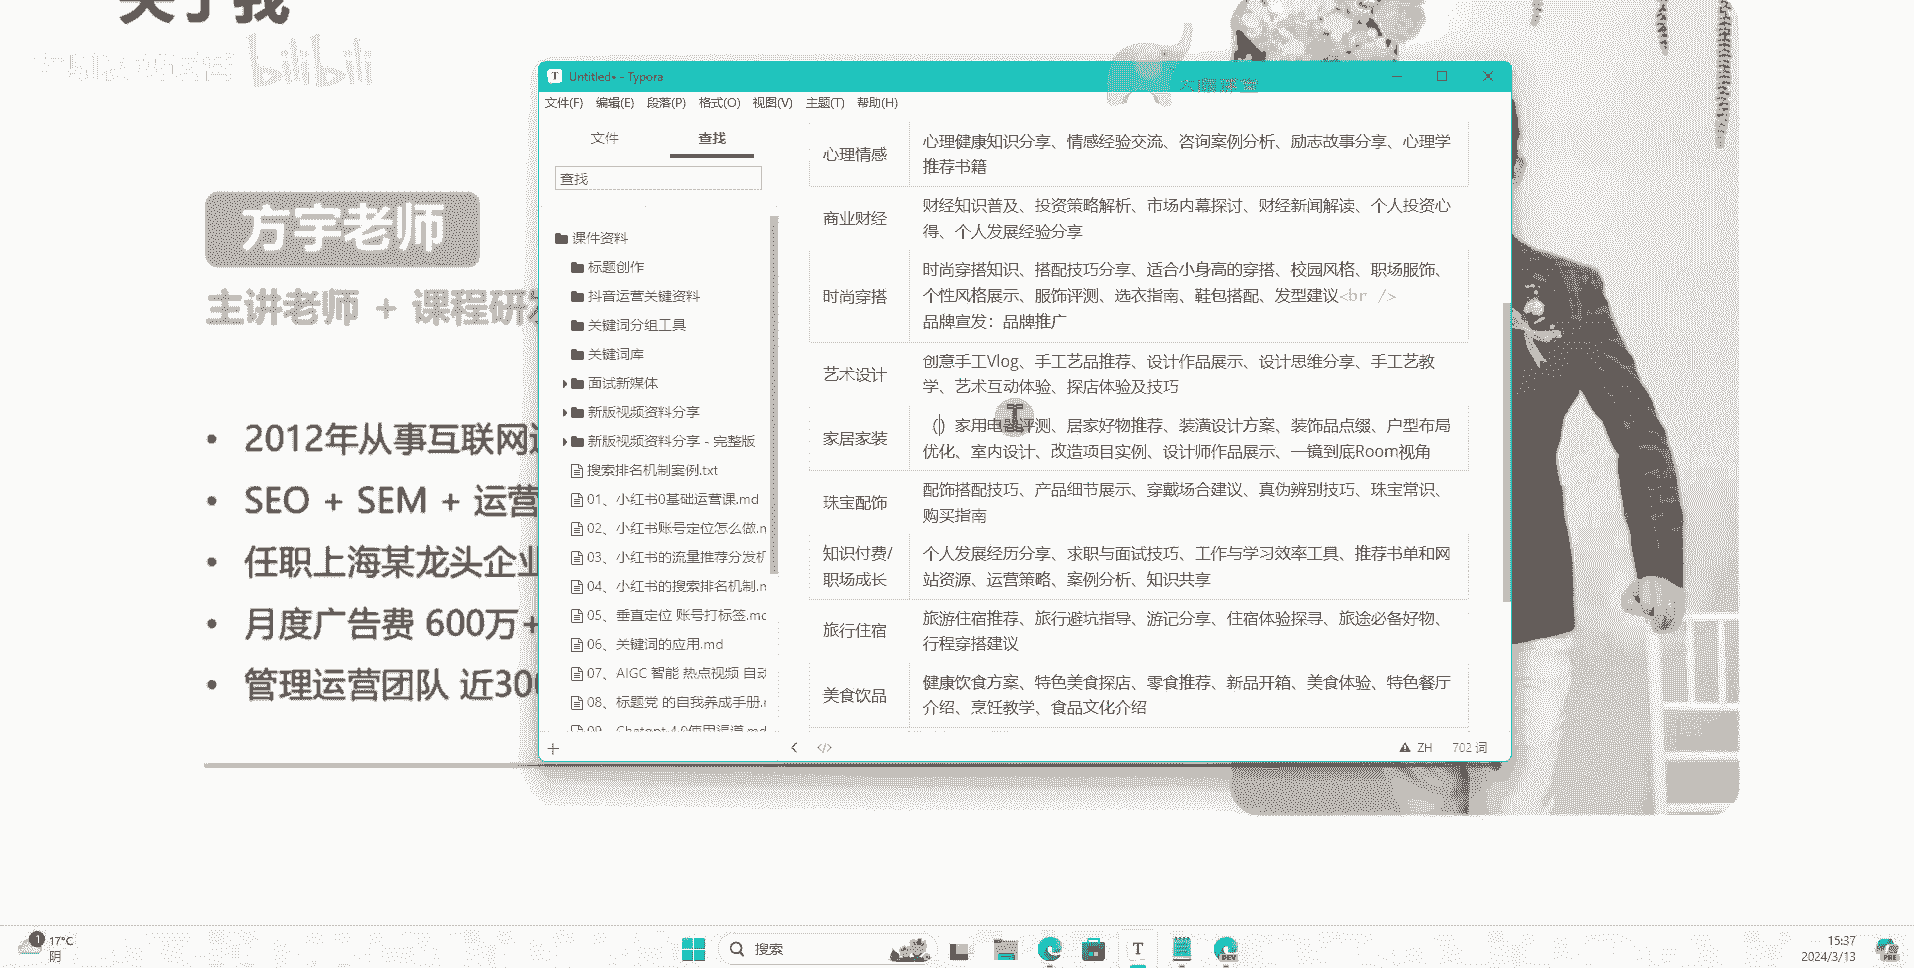 关于我
bilibili
方宇老师
主讲老师 + 课程研发
2012年从事互联网
SEO + SEM + 运营
任职上海某龙头企业
月度广告费 600万+
管理运营团队 近300
Untitled• - Typora
文件(F) 编辑(E) 段落(P) 格式(O) 视图(V) 主题(T) 帮助(H)
文件 查找
查找
课件资料
标题创作
抖音运营关键资料
关键词分组工具
关键词库
面试新媒体
新版视频资料分享
新版视频资料分享 - 完整版
搜索排名机制案例.txt
01、小红书0基础运营课.md
02、小红书账号定位怎么做.m
03、小红书的流量推荐分发机
04、小红书的搜索排名机制.m
05、垂直定位 账号打标签.mc
06、关键词的应用.md
07、AIGC 智能 热点视频 自动
08、标题党 的自我养成手册.r
09、Chatgpt 4.0使用渠道.md
心理情感
心理健康知识分享、情感经验交流、咨询案例分析、励志故事分享、心理学
推荐书籍
商业财经
财经知识普及、投资策略解析、市场内幕探讨、财经新闻解读、个人投资心
得、个人发展经验分享
时尚穿搭
时尚穿搭知识、搭配技巧分享、适合小身高的穿搭、校园风格、职场服饰、
个性风格展示、服饰评测、选衣指南、鞋包搭配、发型建议<br />
品牌宣发：品牌推广
艺术设计
创意手工Vlog、手工艺品推荐、设计作品展示、设计思维分享、手工艺教
学、艺术互动体验、探店体验及技巧
家居家装
（）家用电器评测、居家好物推荐、装潢设计方案、装饰品点缀、户型布局
优化、室内设计、改造项目实例、设计师作品展示、一镜到底Room视角
珠宝配饰
配饰搭配技巧、产品细节展示、穿戴场合建议、真伪辨别技巧、珠宝常识、
购买指南
知识付费/
职场成长
个人发展经历分享、求职与面试技巧、工作与学习效率工具、推荐书单和网
站资源、运营策略、案例分析、知识共享
旅行住宿
旅游住宿推荐、旅行避坑指导、游记分享、住宿体验探寻、旅途必备好物、
行程穿搭建议
美食饮品
健康饮食方案、特色美食探店、零食推荐、新品开箱、美食体验、特色餐厅
介绍、烹饪教学、食品文化介绍
ZH 702 词
1 17°C
阴
搜索
DEV
15:37
2024/3/13
PRE